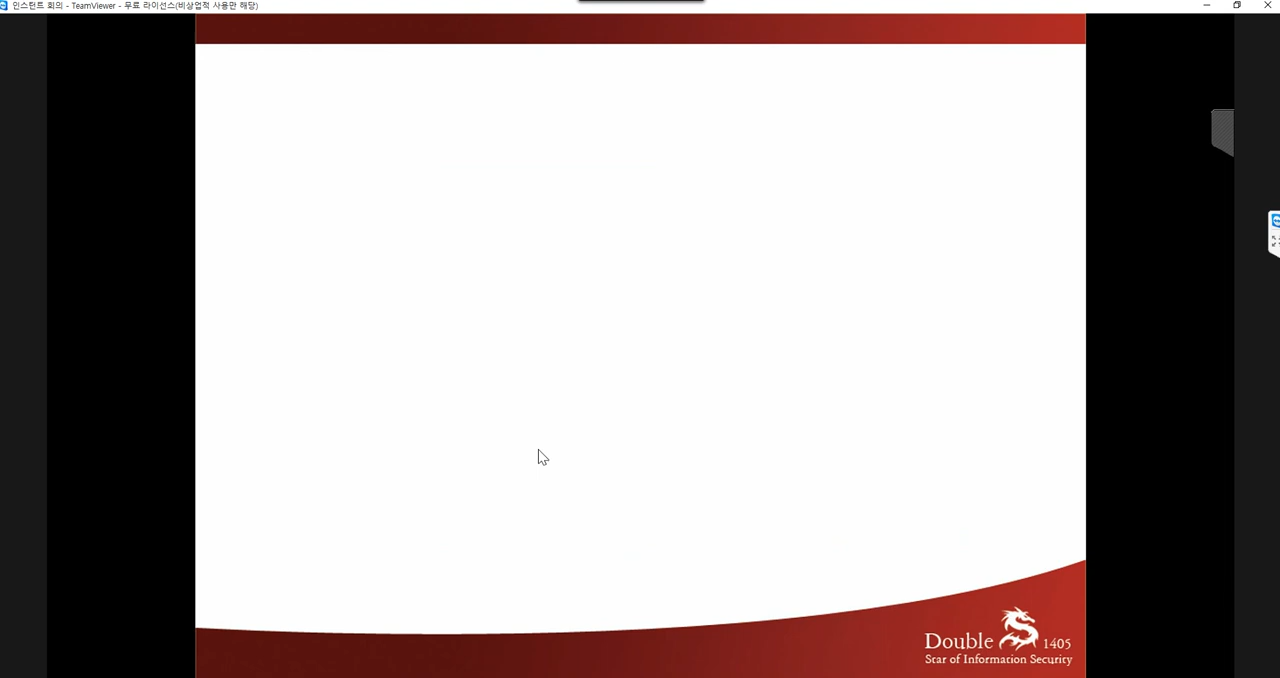 인스턴트 회의 - TeamViewer - 무료 라이선스(비상업적 사용만 해당)
Double S 1405
Star of Information Security